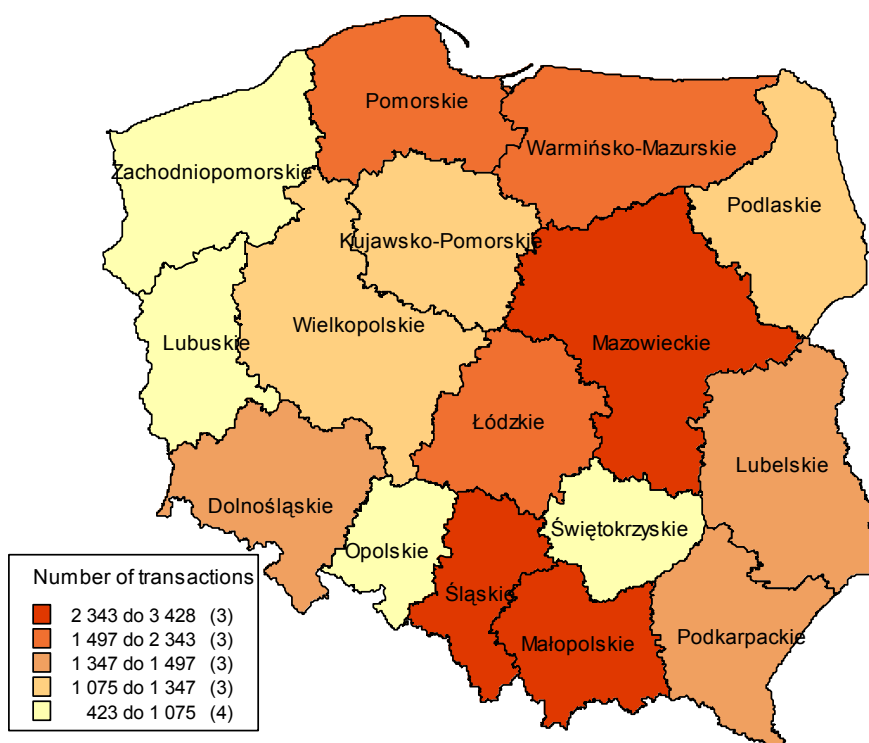 Pomorskie
Warmińsko-Mazurskie
Zachodniopomorskie
Podlaskie
Kujawsko-Pomorskie
Wielkopolskie
Lubuskie
Mazowieckie
Łódzkie
Lubelskie
Dolnośląskie
Świętokrzyskie
Opolskie
Śląskie
Małopolskie
Podkarpackie
Number of transactions
2 343 do 3 428 (3)
1 497 do 2 343 (3)
1 347 do 1 497 (3)
1 075 do 1 347 (3)
423 do 1 075 (4)